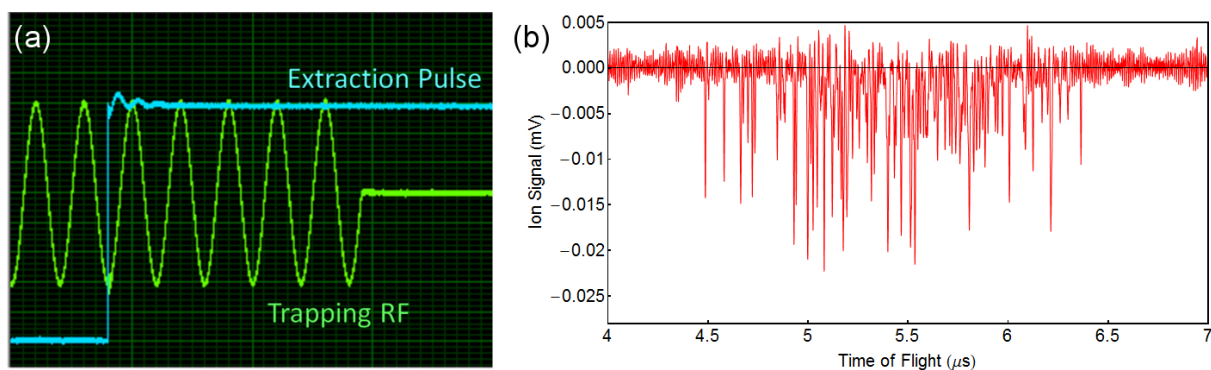 (a)
Extraction Pulse
Trapping RF
(b)
0.005
0.000
−0.005
−0.01
−0.015
−0.02
−0.025
Ion Signal (mV)
4 4.5 5 5.5 6 6.5 7
Time of Flight (μs)